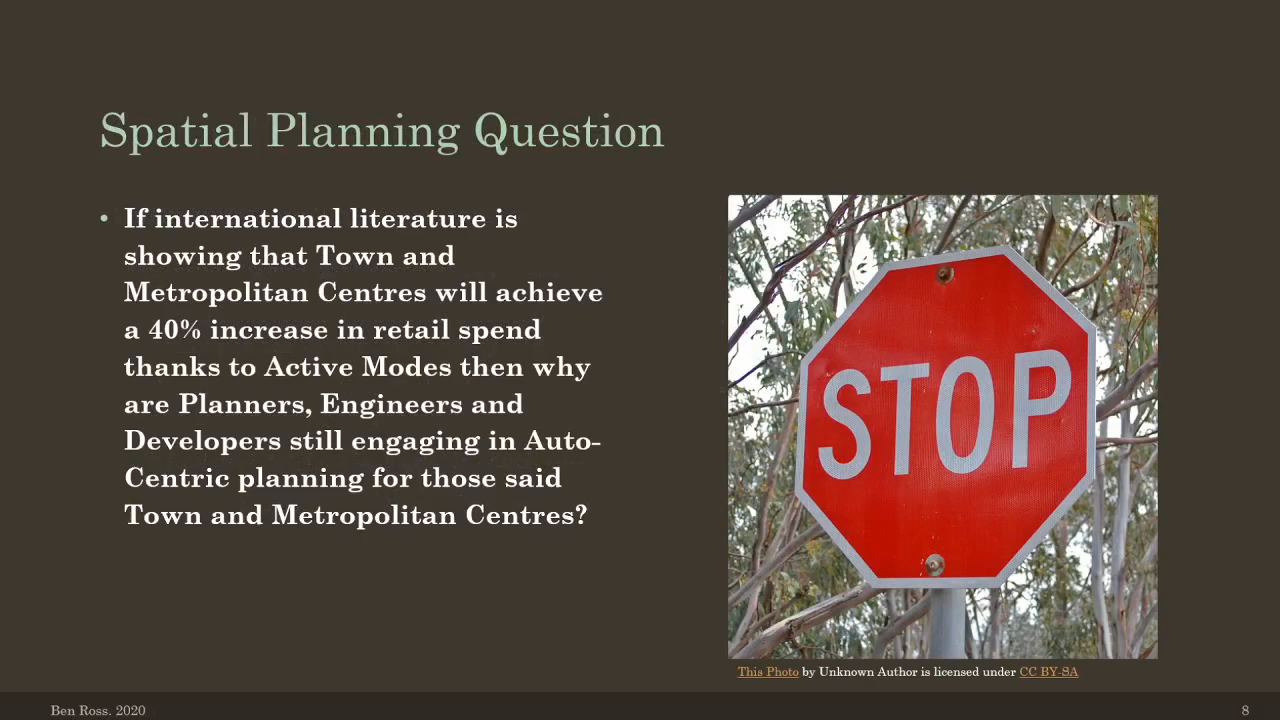 Spatial Planning Question
• If international literature is
showing that Town and
Metropolitan Centres will achieve
a 40% increase in retail spend
thanks to Active Modes then why
are Planners, Engineers and
Developers still engaging in Auto-
Centric planning for those said
Town and Metropolitan Centres?
STOP
This Photo by Unknown Author is licensed under CC BY-SA
Ben Ross. 2020
8